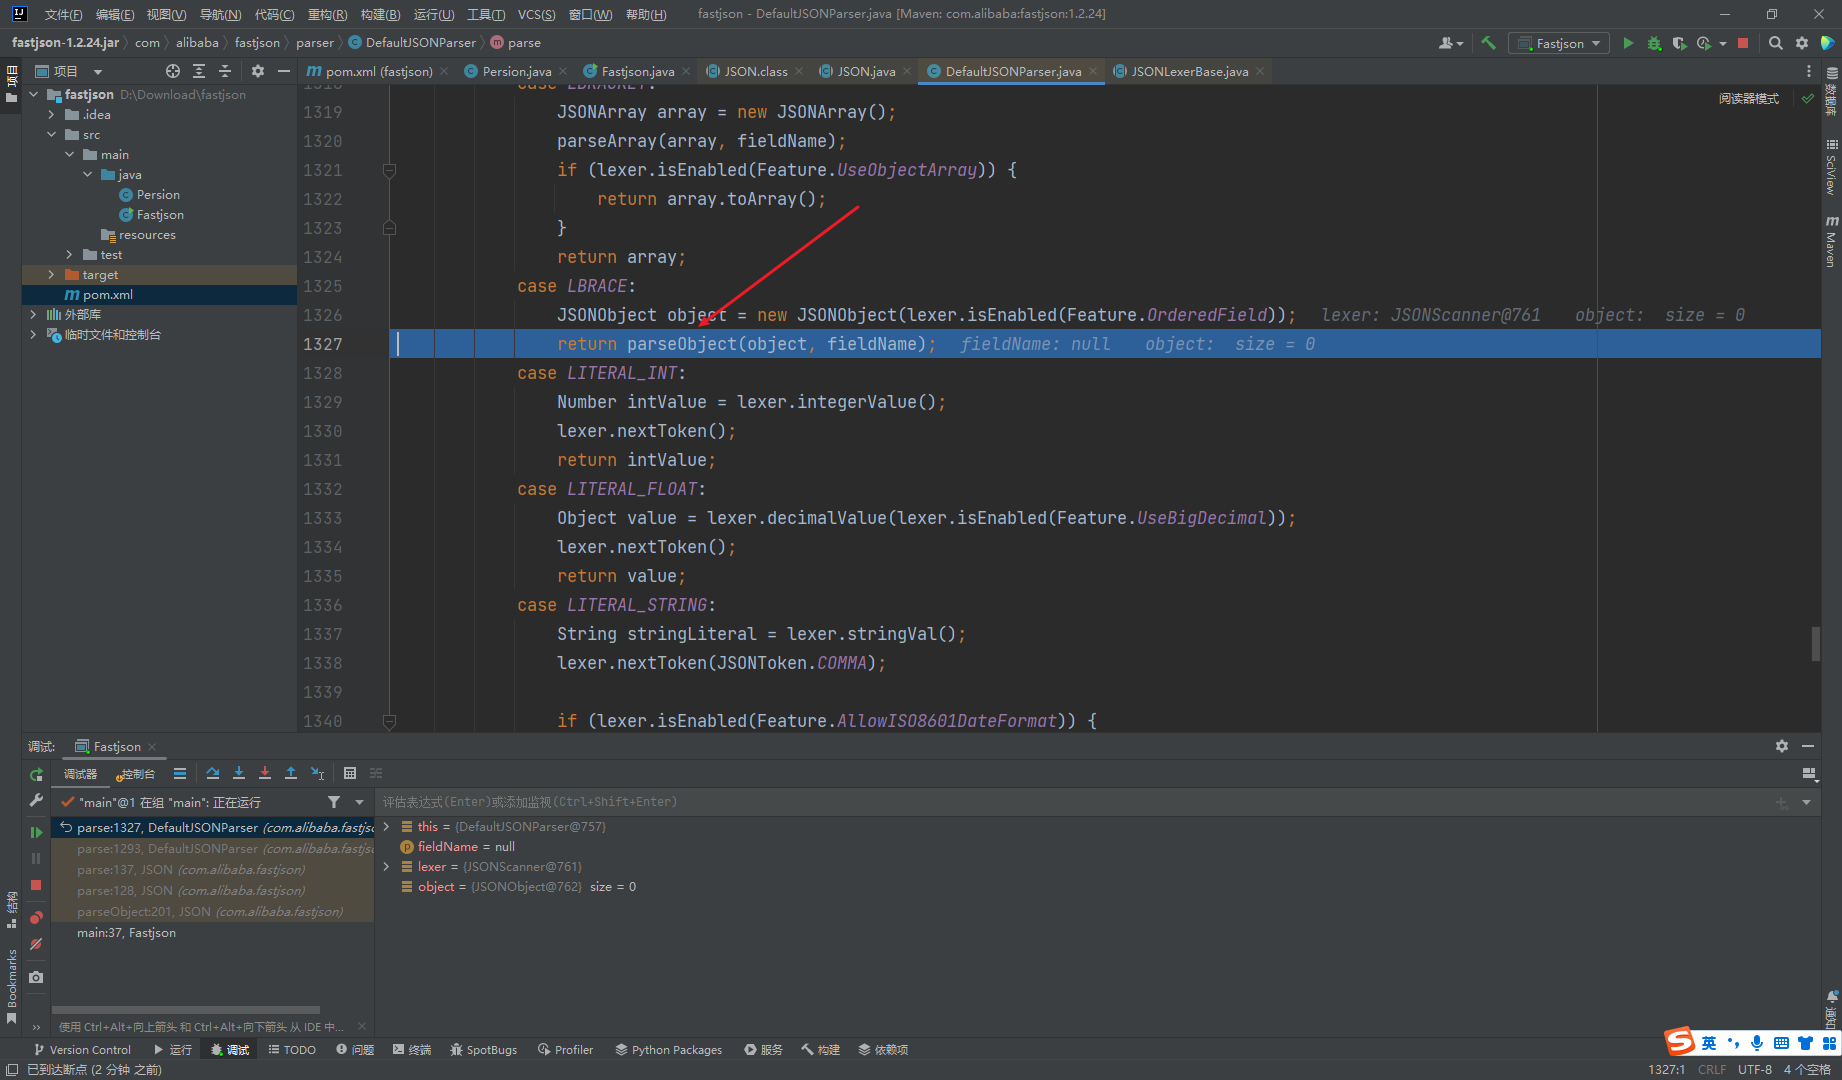 文件(F) 编辑(E) 视图(V) 导航(N) 代码(C) 重构(R) 构建(B) 运行(U) 工具(T) VCS(S) 窗口(W) 帮助(H) fastjson - DefaultJSONParser.java [Maven: com.alibaba:fastjson:1.2.24]
fastjson-1.2.24.jar com alibaba fastjson parser DefaultJSONParser parse
Fastjson
项目
pom.xml (fastjson) Persion.java Fastjson.java JSON.class JSON.java DefaultJSONParser.java JSONLexerBase.java
阅读器模式
fastjson D:\Download\fastjson
.idea
src
main
java
Persion
Fastjson
resources
test
target
pom.xml
外部库
临时文件和控制台
项目
结构
Bookmarks
数据库
SciView
Maven
通知
1318 case LBRACKET:
1319 JSONArray array = new JSONArray();
1320 parseArray(array, fieldName);
1321 if (lexer.isEnabled(Feature.UseObjectArray)) {
1322 return array.toArray();
1323 }
1324 return array;
1325 case LBRACE:
1326 JSONObject object = new JSONObject(lexer.isEnabled(Feature.OrderedField)); lexer: JSONScanner@761 object: size = 0
1327 return parseObject(object, fieldName); fieldName: null object: size = 0
1328 case LITERAL_INT:
1329 Number intValue = lexer.integerValue();
1330 lexer.nextToken();
1331 return intValue;
1332 case LITERAL_FLOAT:
1333 Object value = lexer.decimalValue(lexer.isEnabled(Feature.UseBigDecimal));
1334 lexer.nextToken();
1335 return value;
1336 case LITERAL_STRING:
1337 String stringLiteral = lexer.stringVal();
1338 lexer.nextToken(JSONToken.COMMA);
1339
1340 if (lexer.isEnabled(Feature.AllowISO8601DateFormat)) {
调试: Fastjson
调试器 控制台
"main"@1 在组 "main": 正在运行
评估表达式(Enter)或添加监视(Ctrl+Shift+Enter)
parse:1327, DefaultJSONParser (com.alibaba.fastjs
parse:1293, DefaultJSONParser (com.alibaba.fastjs
parse:137, JSON (com.alibaba.fastjson)
parse:128, JSON (com.alibaba.fastjson)
parseObject:201, JSON (com.alibaba.fastjson)
main:37, Fastjson
this = {DefaultJSONParser@757}
fieldName = null
lexer = {JSONScanner@761}
object = {JSONObject@762} size = 0
使用 Ctrl+Alt+向上箭头 和 Ctrl+Alt+向下箭头 从 IDE 中...
Version Control 运行 调试 TODO 问题 终端 SpotBugs Profiler Python Packages 服务 构建 依赖项
英
已到达断点 (2 分钟 之前)
1327:1 CRLF UTF-8 4 个空格